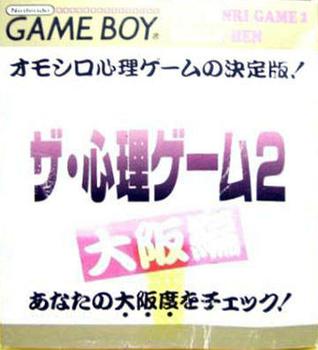 Nintendo
GAME BOY®
NRI GAME 2
HEN
オモシロ心理ゲームの決定版!
ザ・心理ゲーム2
大阪編
あなたの大阪度をチェック!